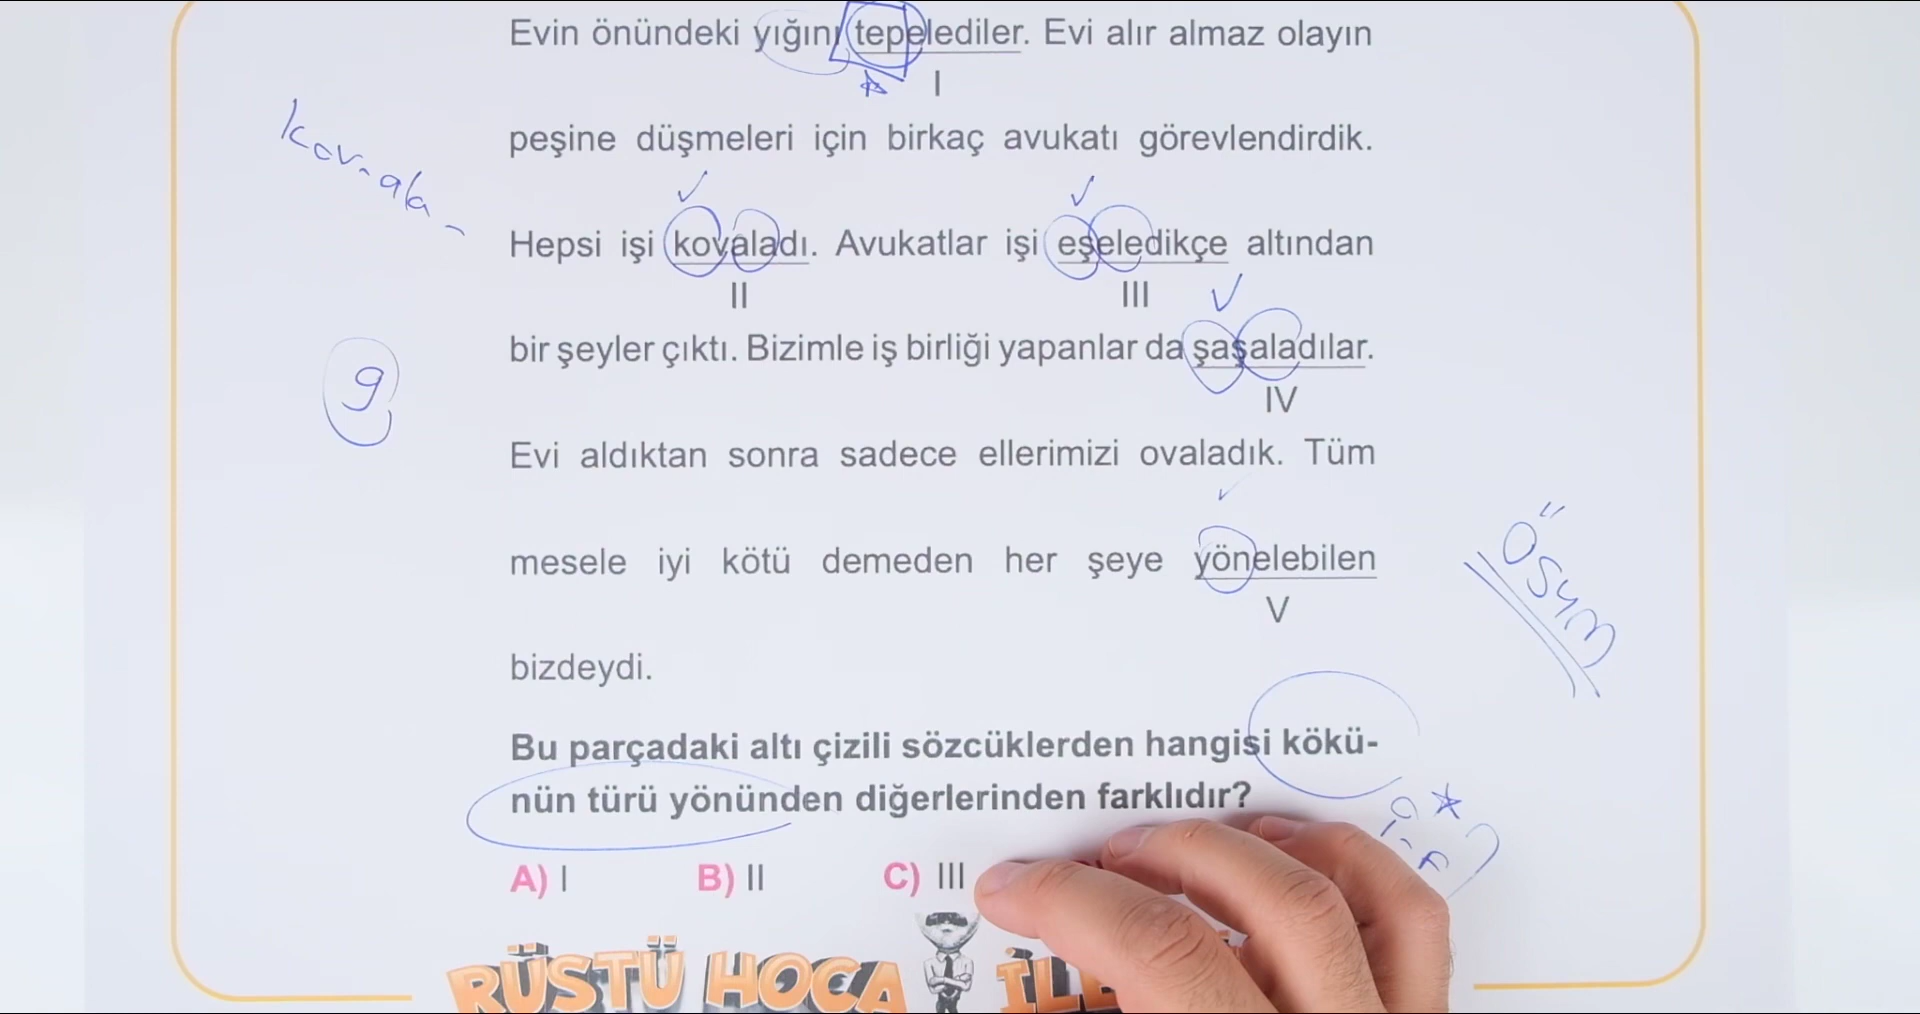 Evin önündeki yığını tepelediler. Evi alır almaz olayın
I
peşine düşmeleri için birkaç avukatı görevlendirdik.
kov-ala-
Hepsi işi kovaladı. Avukatlar işi eşeledikçe altından
II III
bir şeyler çıktı. Bizimle iş birliği yapanlar da şaşaladılar.
IV
9
Evi aldıktan sonra sadece ellerimizi ovaladık. Tüm
mesele iyi kötü demeden her şeye yönelebilen
V
ÖSYM
bizdeydi.
Bu parçadaki altı çizili sözcüklerden hangisi kökü-
nün türü yönünden diğerlerinden farklıdır?
A) I B) II C) III
RÜSTÜ HOCA